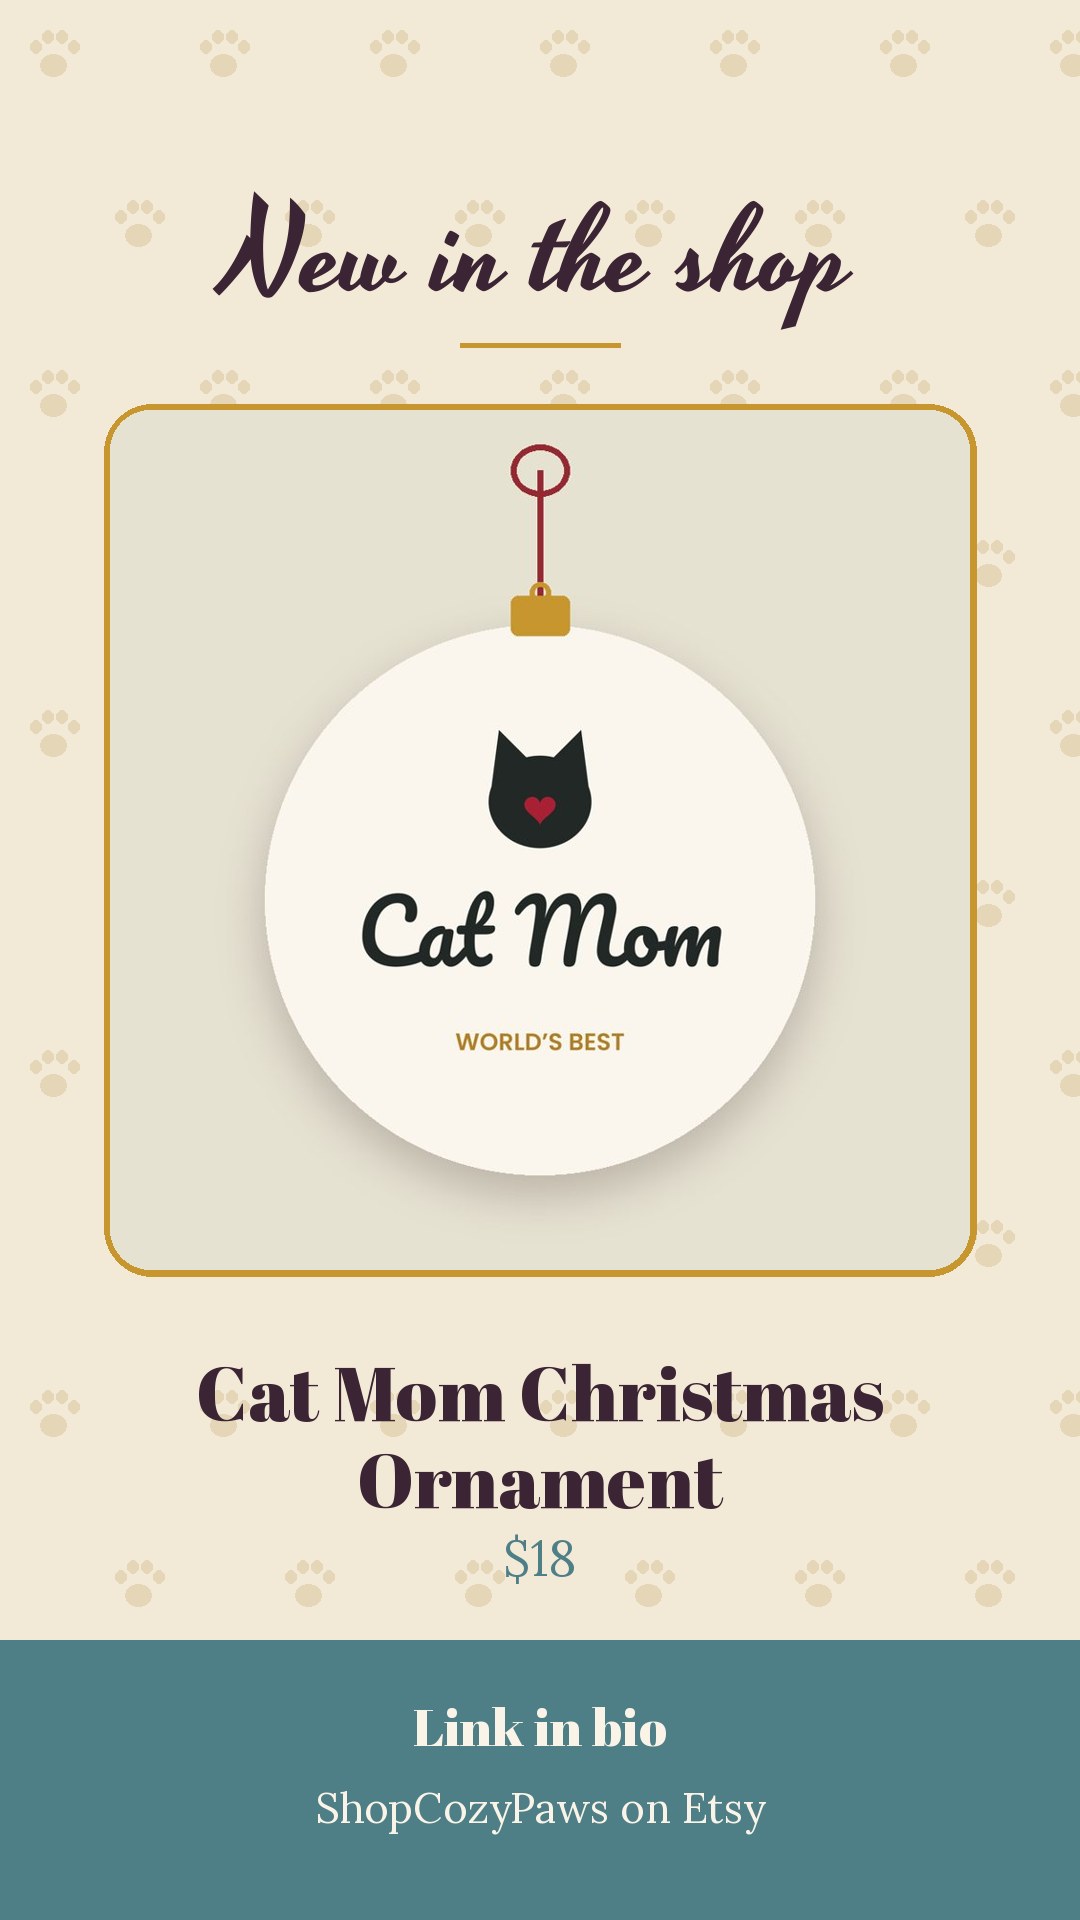 New in the shop
Cat Mom
WORLD'S BEST
Cat Mom Christmas
Ornament
$18
Link in bio
ShopCozyPaws on Etsy